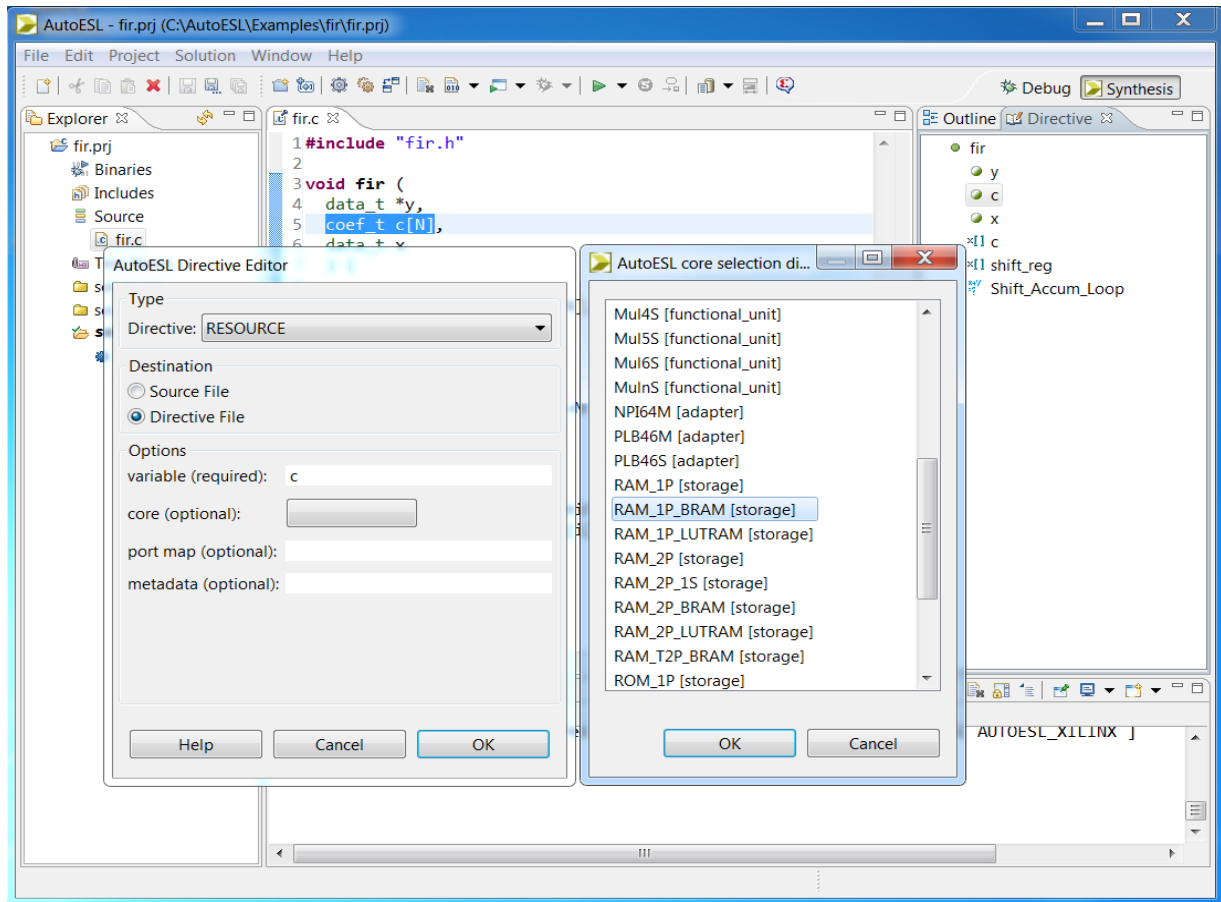 AutoESL - fir.prj (C:\AutoESL\Examples\fir\fir.prj)
File Edit Project Solution Window Help
Debug Synthesis
Explorer
fir.prj
Binaries
Includes
Source
fir.c
T
s
s
s
fir.c
1 #include "fir.h"
2
3 void fir (
4 data_t *y,
5 coef_t c[N],
6 data_t x
Outline Directive
fir
y
c
x
×[] c
×[] shift_reg
Shift_Accum_Loop
AutoESL Directive Editor
Type
Directive: RESOURCE
Destination
Source File
Directive File
Options
variable (required): c
core (optional):
port map (optional):
metadata (optional):
Help Cancel OK
AutoESL core selection di...
Mul4S [functional_unit]
Mul5S [functional_unit]
Mul6S [functional_unit]
MulnS [functional_unit]
NPI64M [adapter]
PLB46M [adapter]
PLB46S [adapter]
RAM_1P [storage]
RAM_1P_BRAM [storage]
RAM_1P_LUTRAM [storage]
RAM_2P [storage]
RAM_2P_1S [storage]
RAM_2P_BRAM [storage]
RAM_2P_LUTRAM [storage]
RAM_T2P_BRAM [storage]
ROM_1P [storage]
OK Cancel
AUTOESL_XILINX ]